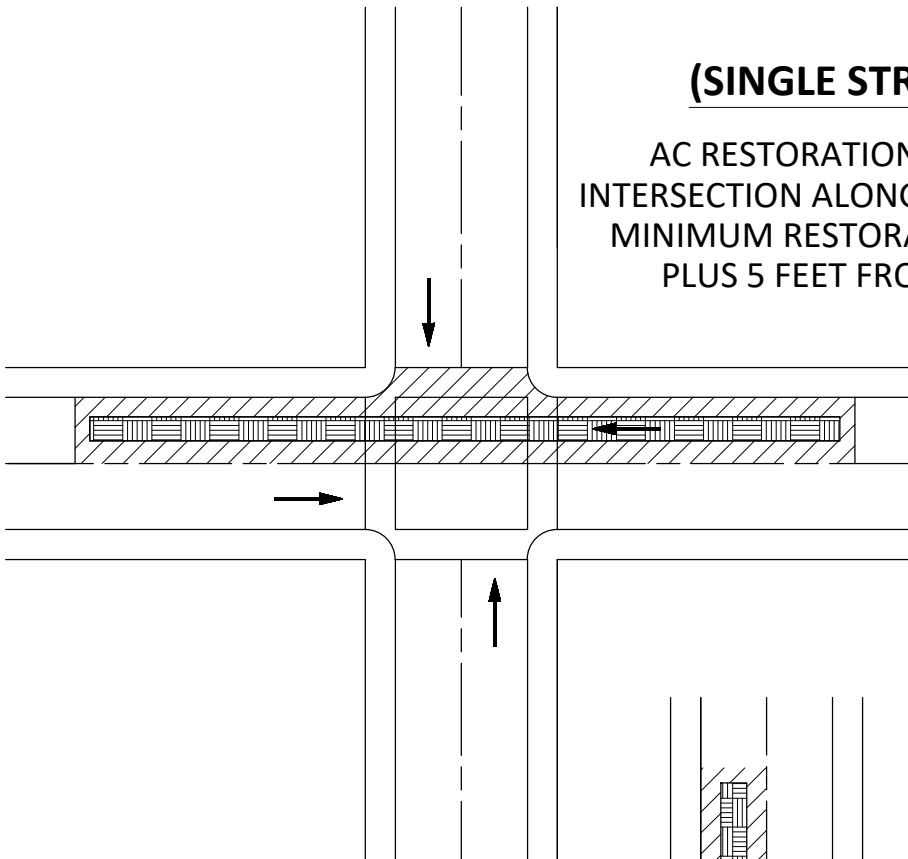 (SINGLE STR
AC RESTORATION
INTERSECTION ALONG
MINIMUM RESTORA
PLUS 5 FEET FRO